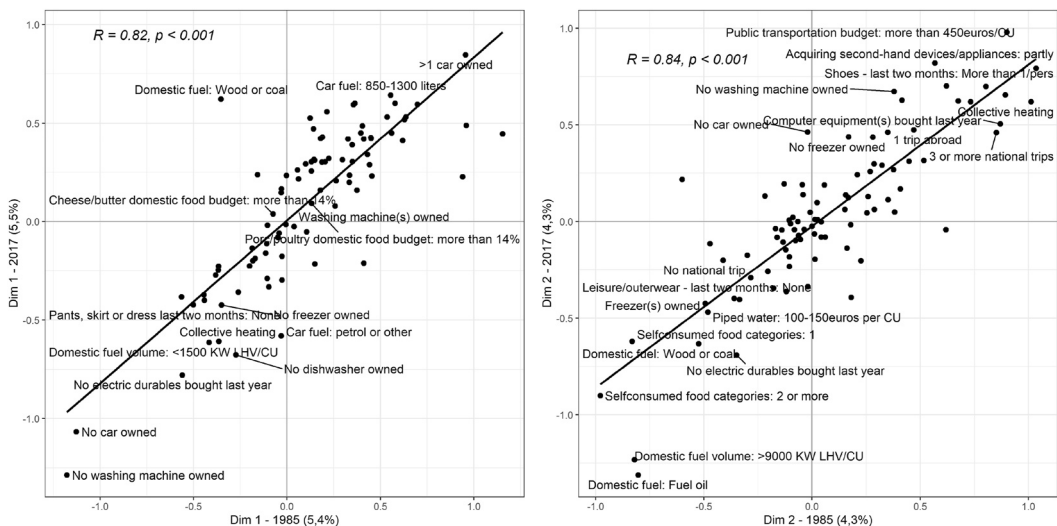 R = 0.82, p < 0.001
>1 car owned
Car fuel: 850-1300 liters
Domestic fuel: Wood or coal
Cheese/butter domestic food budget: more than 14%
Washing machine(s) owned
Pork/poultry domestic food budget: more than 14%
Pants, skirt or dress last two months: None
No freezer owned
Collective heating
Car fuel: petrol or other
Domestic fuel volume: <1500 KW LHV/CU
No dishwasher owned
No electric durables bought last year
No car owned
No washing machine owned
1.0
0.5
0.0
-0.5
-1.0
Dim 1 - 2017 (5,5%)
-1.0 -0.5 0.0 0.5 1.0
Dim 1 - 1985 (5,4%)
Public transportation budget: more than 450euros/CU
R = 0.84, p < 0.001
Acquiring second-hand devices/appliances: partly
Shoes - last two months: More than 1/pers
No washing machine owned
Collective heating
Computer equipment(s) bought last year
No car owned
1 trip abroad
No freezer owned
3 or more national trips
No national trip
Leisure/outerwear - last two months: None
Freezer(s) owned
Piped water: 100-150euros per CU
Selfconsumed food categories: 1
Domestic fuel: Wood or coal
No electric durables bought last year
Selfconsumed food categories: 2 or more
Domestic fuel volume: >9000 KW LHV/CU
Domestic fuel: Fuel oil
1.0
0.5
0.0
-0.5
-1.0
Dim 2 - 2017 (4,3%)
-1.0 -0.5 0.0 0.5 1.0
Dim 2 - 1985 (4,3%)